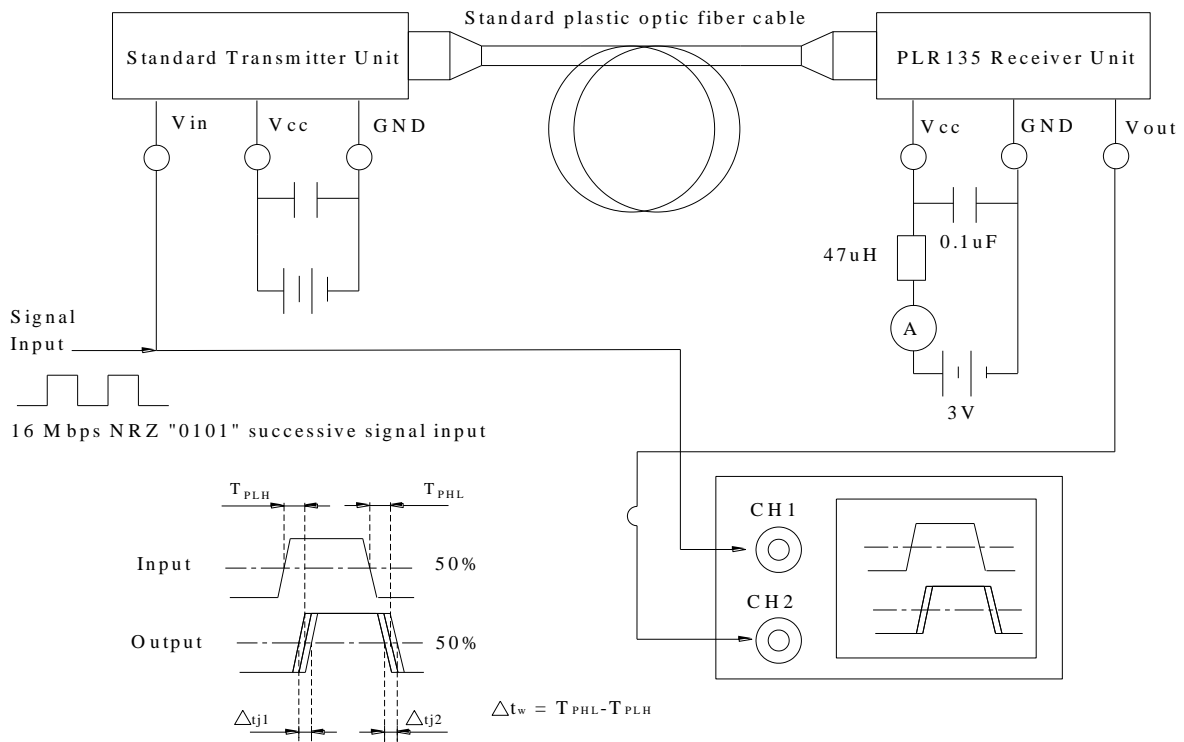 Standard plastic optic fiber cable
Standard Transmitter Unit
PLR135 Receiver Unit
Vin
Vcc
GND
Vcc
GND
Vout
0.1uF
47uH
A
3V
Signal
Input
16 Mbps NRZ "0101" successive signal input
TPLH
TPHL
Input
50%
Output
50%
△tj1
△tj2
△tw = TPHL-TPLH
CH1
CH2